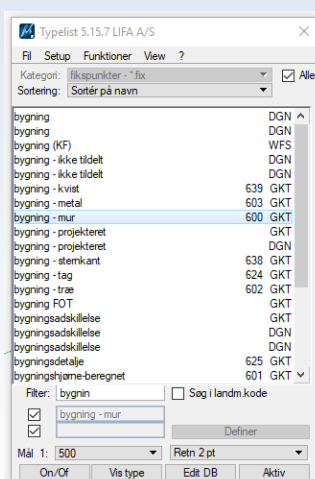 Typelist 5.15.7 LIFA A/S
Fil Setup Funktioner View ?
Kategori: fikspunkter - *.fix Alle
Sortering: Sortér på navn
bygning DGN
bygning DGN
bygning (KF) WFS
bygning - ikke tildelt DGN
bygning - ikke tildelt DGN
bygning - kvist 639 GKT
bygning - metal 603 GKT
bygning - mur 600 GKT
bygning - projekteret GKT
bygning - projekteret DGN
bygning - stemkant 638 GKT
bygning - tag 624 GKT
bygning - træ 602 GKT
bygning FOT GKT
bygningsadskillelse GKT
bygningsadskillelse DGN
bygningsadskillelse DGN
bygningsdetalje 625 GKT
bygningshjørne-beregnet 601 GKT
Filter: bygnin Søg i landm.kode
bygning - mur
Definer
Mål 1: 500 Retn 2 pt
On/Of Vis type Edit DB Aktiv